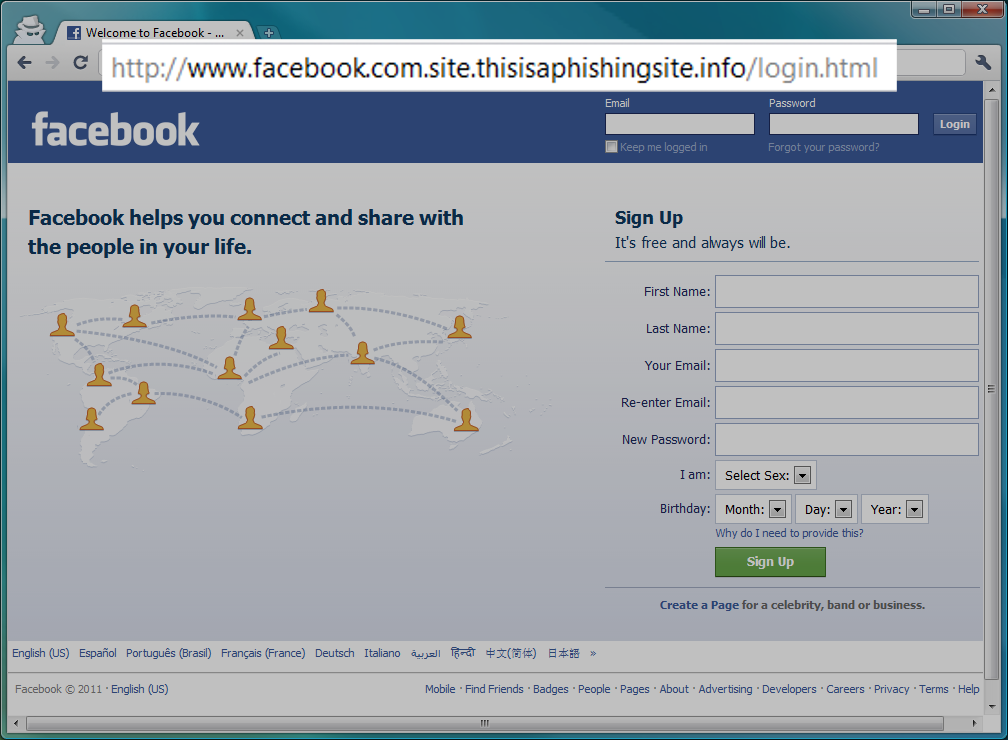 Welcome to Facebook - ...
http://www.facebook.com.site.thisisaphishingsite.info/login.html
facebook
Email
Password
Login
Keep me logged in
Forgot your password?
Facebook helps you connect and share with
the people in your life.
Sign Up
It's free and always will be.
First Name:
Last Name:
Your Email:
Re-enter Email:
New Password:
I am: Select Sex:
Birthday: Month: Day: Year:
Why do I need to provide this?
Sign Up
Create a Page for a celebrity, band or business.
English (US) Español Português (Brasil) Français (France) Deutsch Italiano العربية हिन्दी 中文(简体) 日本語 »
Facebook © 2011 · English (US)
Mobile · Find Friends · Badges · People · Pages · About · Advertising · Developers · Careers · Privacy · Terms · Help